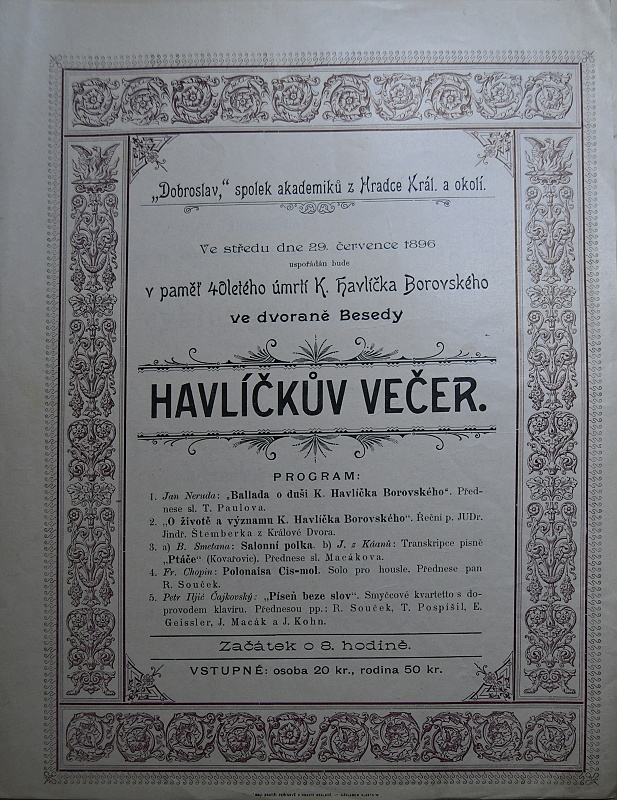 „Dobroslav,“ spolek akademiků z Hradce Král. a okolí.
Ve středu dne 29. července 1896
uspořádán bude
v paměť 40letého úmrtí K. Havlíčka Borovského
ve dvoraně Besedy
HAVLÍČKŮV VEČER.
PROGRAM:
1. Jan Neruda: „Ballada o duši K. Havlíčka Borovského“. Před-
nese sl. T. Paulova.
2. „O životě a významu K. Havlíčka Borovského“. Řeční p. JUDr.
Jindr. Štemberka z Králové Dvora.
3. a) B. Smetana: Salonní polka. b) J. z Káanů: Transkripce písně
„Ptáče“ (Kovařovic). Přednese sl. Macákova.
4. Fr. Chopin: Polonaisa Cis-mol. Solo pro housle. Přednese pan
R. Souček.
5. Petr Iljić Čajkovský: „Píseň beze slov“. Smyčcové kvartetto s do-
provodem klavíru. Přednesou pp.: R. Souček, T. Pospíšil, E.
Geissler, J. Macák a J. Kohn.
Začátek o 8. hodině.
VSTUPNÉ: osoba 20 kr., rodina 50 kr.